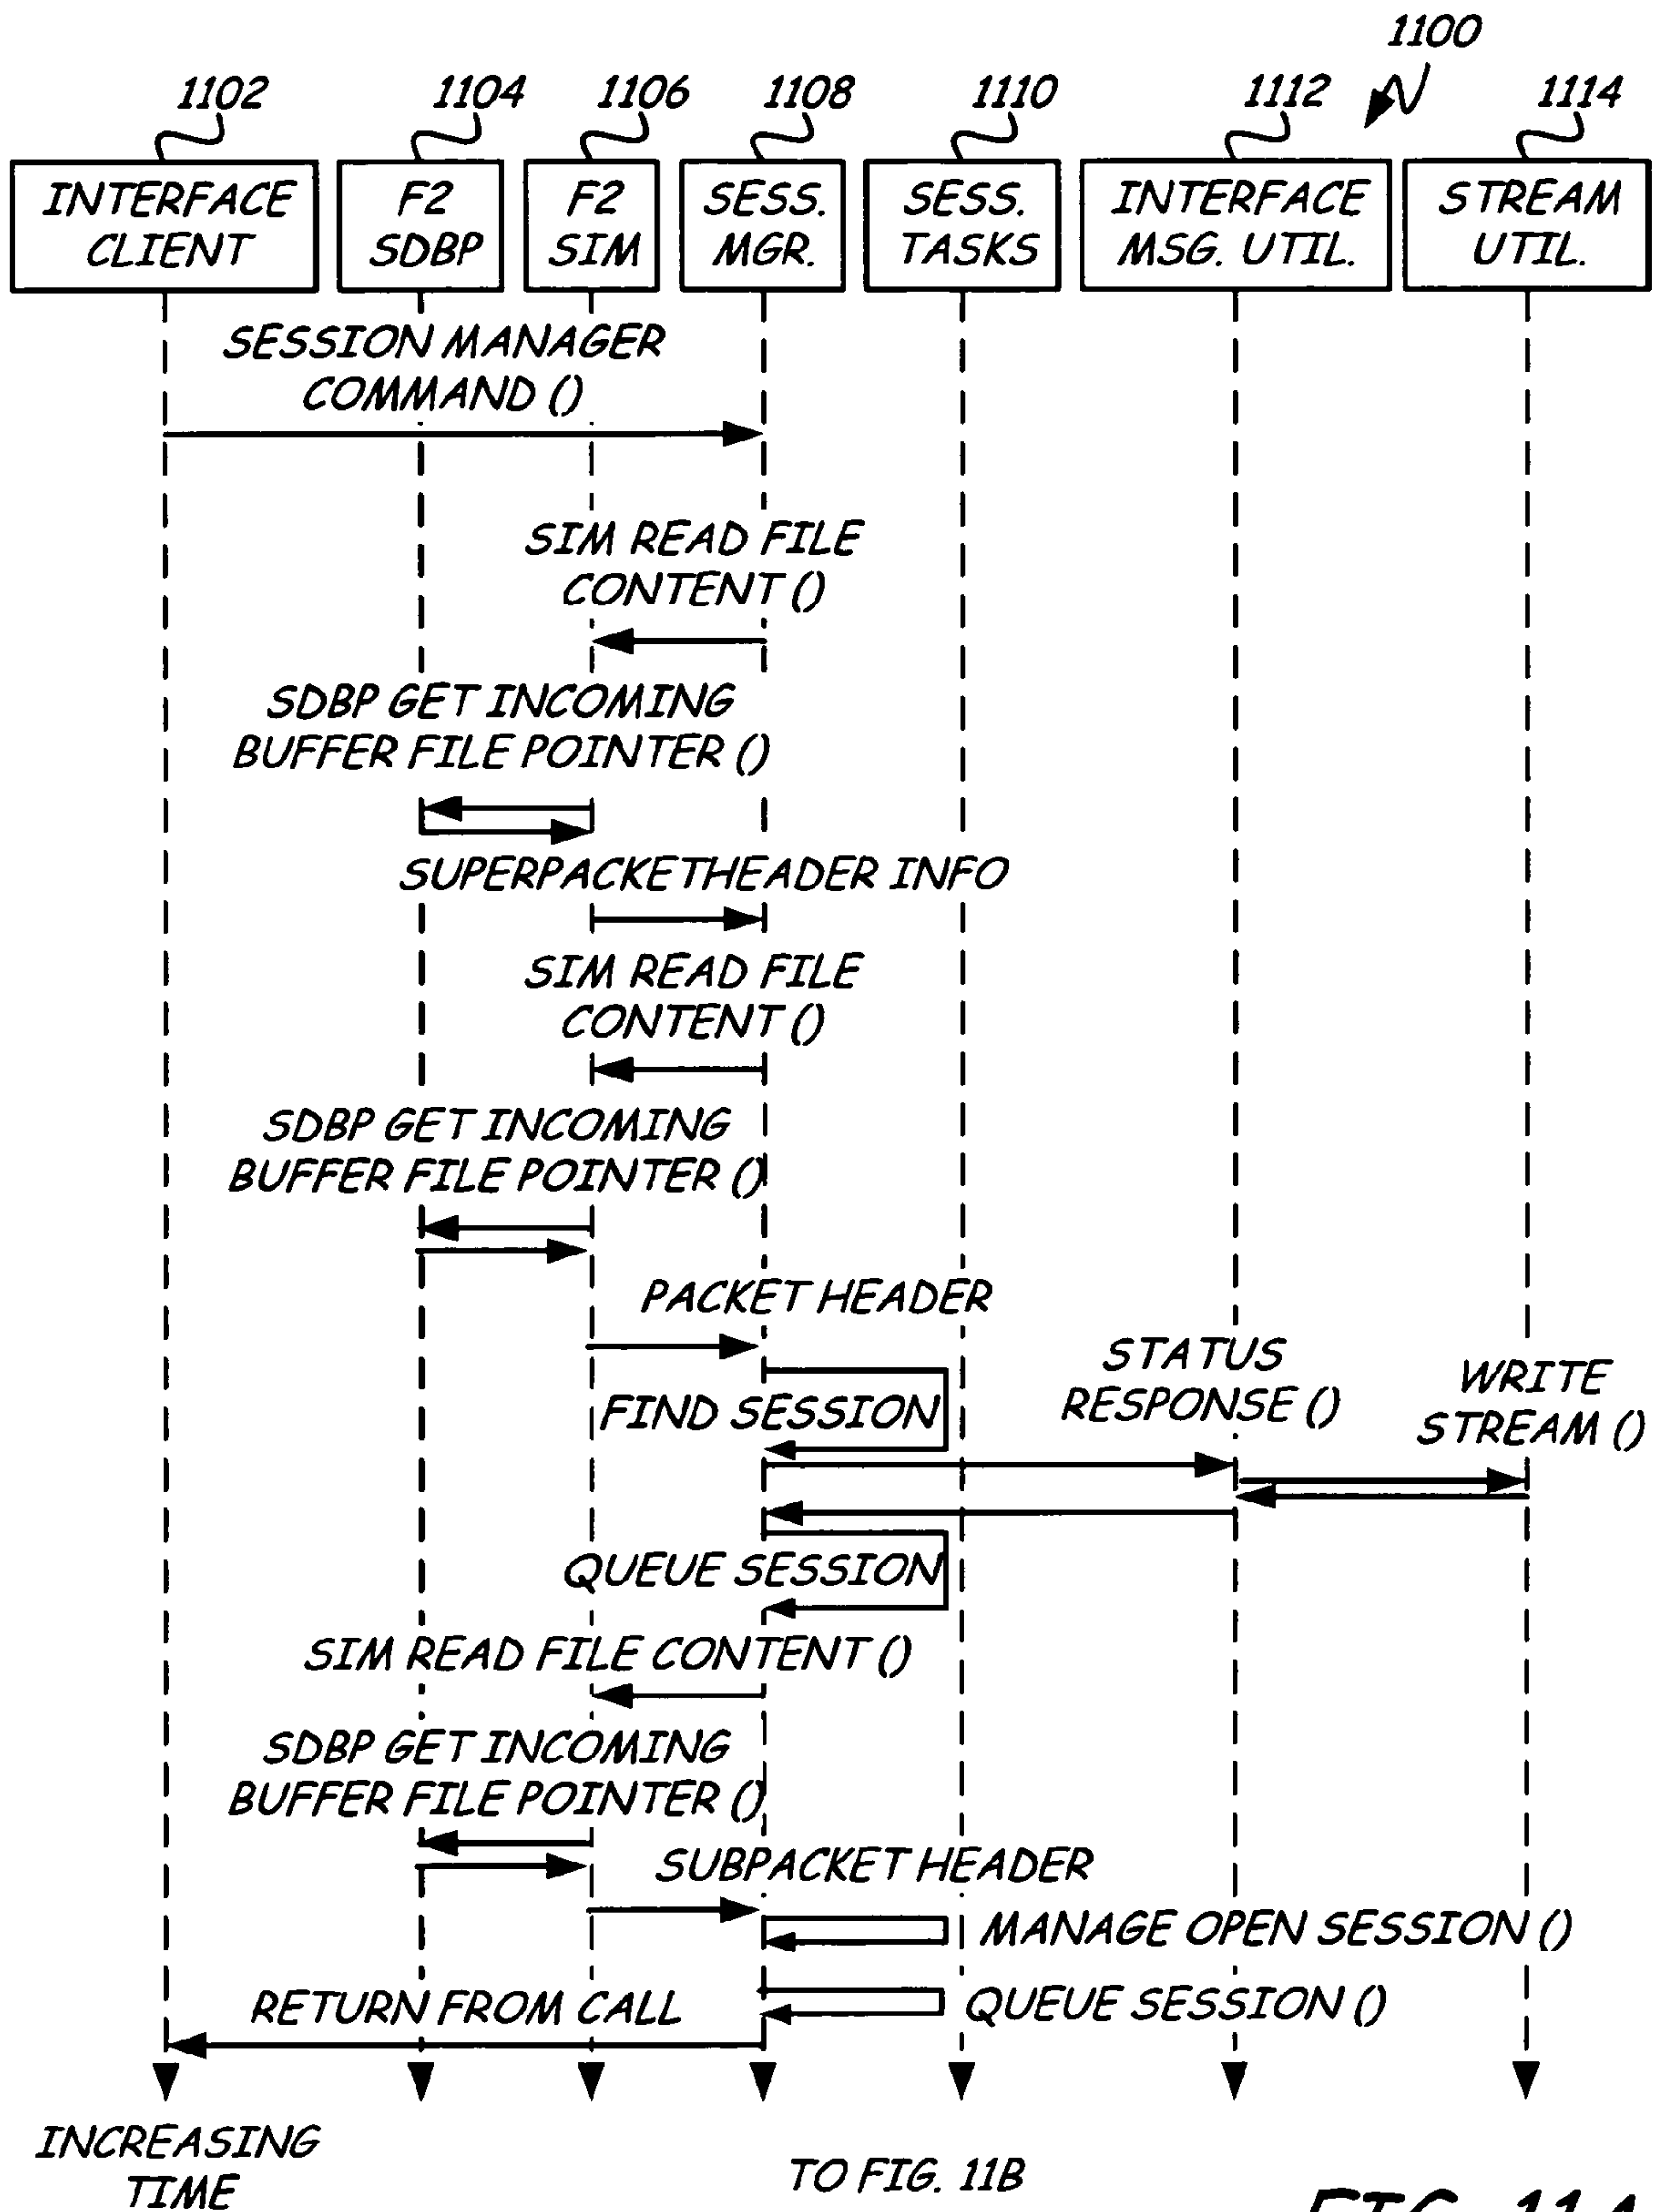 1100
1102
1104
1106
1108
1110
1112
1114
INTERFACE
CLIENT
F2
SDBP
F2
SIM
SESS.
MGR.
SESS.
TASKS
INTERFACE
MSG. UTIL.
STREAM
UTIL.
SESSION MANAGER
COMMAND ()
SIM READ FILE
CONTENT ()
SDBP GET INCOMING
BUFFER FILE POINTER ()
SUPERPACKETHEADER INFO
SIM READ FILE
CONTENT ()
SDBP GET INCOMING
BUFFER FILE POINTER ()
PACKET HEADER
FIND SESSION
STATUS
RESPONSE ()
WRITE
STREAM ()
QUEUE SESSION
SIM READ FILE CONTENT ()
SDBP GET INCOMING
BUFFER FILE POINTER ()
SUBPACKET HEADER
MANAGE OPEN SESSION ()
QUEUE SESSION ()
RETURN FROM CALL
INCREASING
TIME
TO FIG. 11B
FIG. 11A